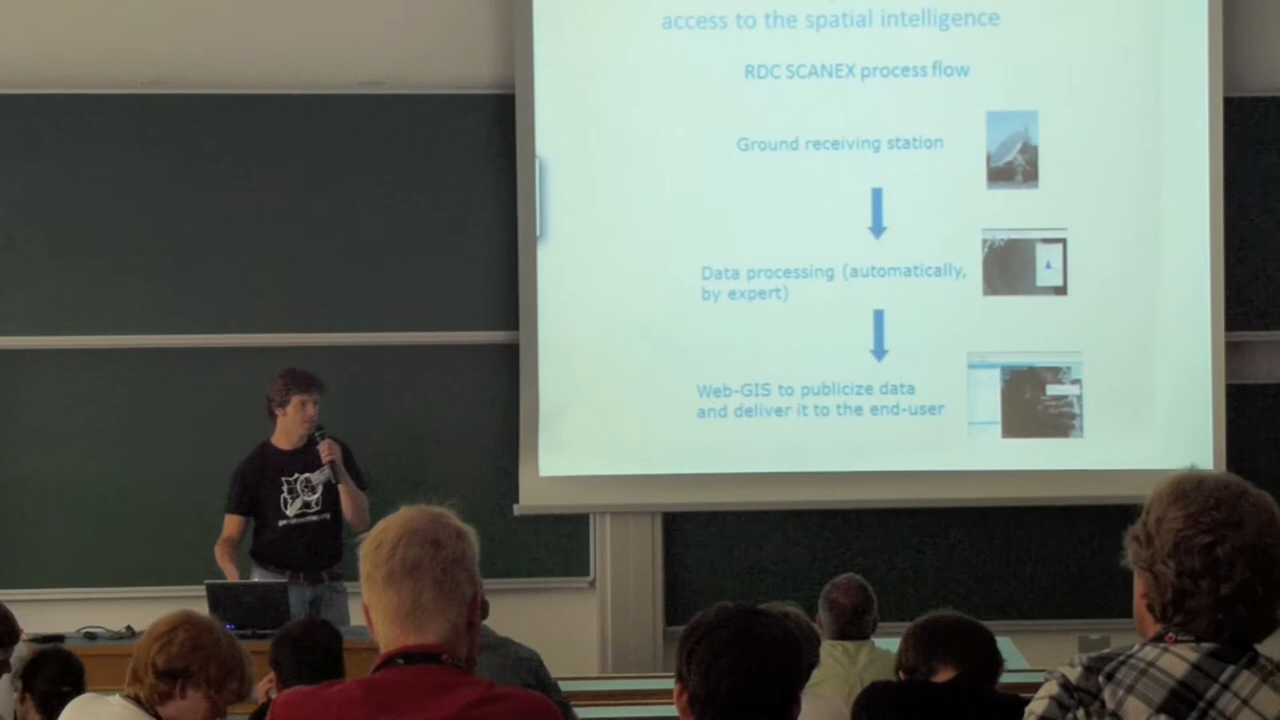 access to the spatial intelligence
RDC SCANEX process flow
Ground receiving station
Data processing (automatically,
by expert)
Web-GIS to publicize data
and deliver it to the end-user